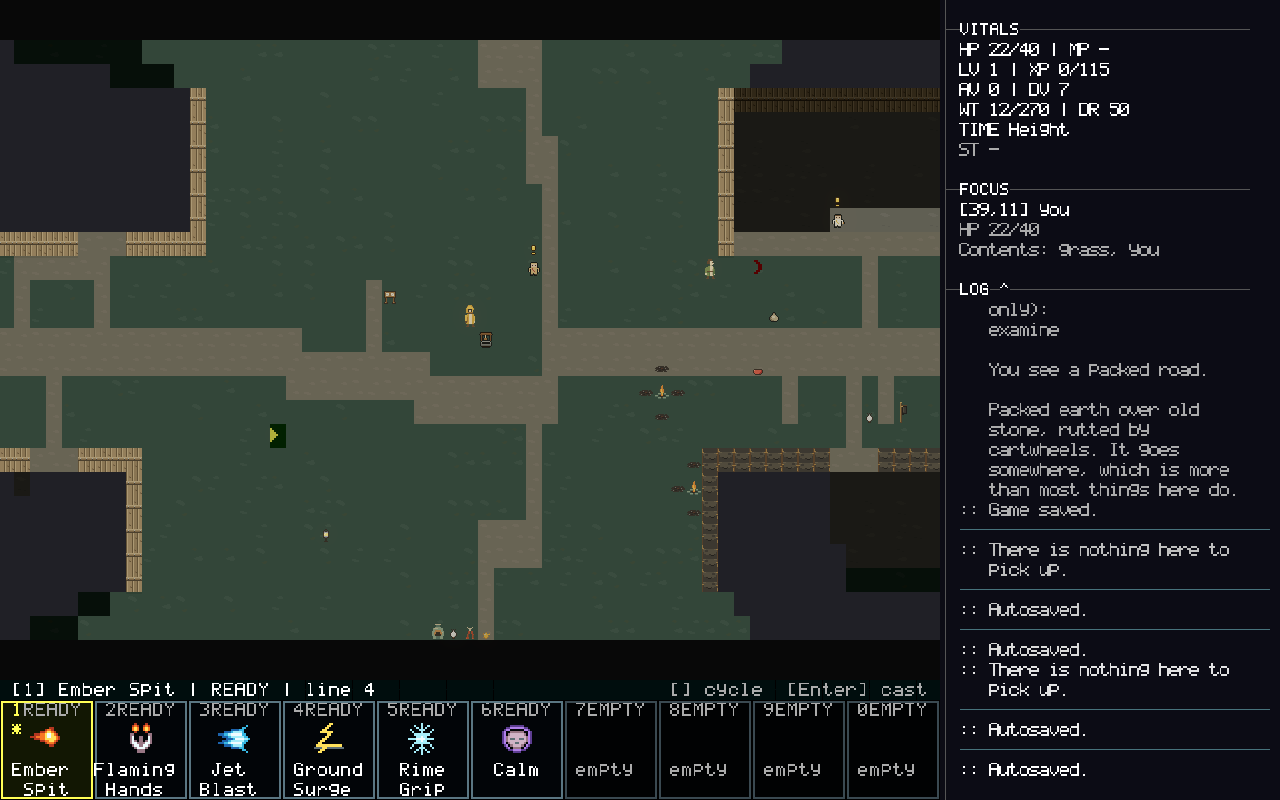 VITALS
HP 22/40 | MP -
LV 1 | XP 0/115
AV 0 | DV 7
WT 12/270 | DR 50
TIME Height
ST -
FOCUS
[39,11] You
HP 22/40
Contents: grass, you
LOG ^
only):
examine
You see a Packed road.
Packed earth over old
stone, rutted by
cartwheels. It goes
somewhere, which is more
than most things here do.
:: Game saved.
:: There is nothing here to
Pick up.
:: Autosaved.
:: Autosaved.
:: There is nothing here to
Pick up.
:: Autosaved.
:: Autosaved.
[1] Ember Spit | READY | line 4
[] cycle [Enter] cast
1READY 2READY 3READY 4READY 5READY 6READY 7EMPTY 8EMPTY 9EMPTY 0EMPTY
*
Ember Flaming Jet Ground Rime Calm empty empty empty empty
Spit Hands Blast Surge Grip